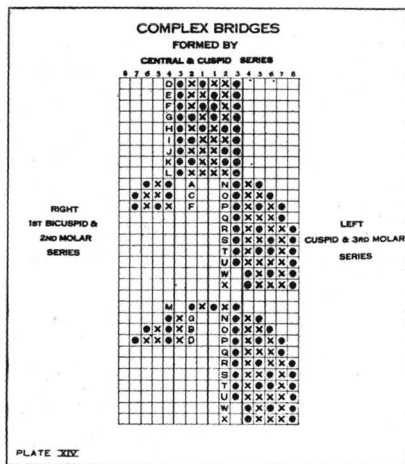 COMPLEX BRIDGES
FORMED BY
CENTRAL & CUSPID SERIES
8 7 6 5 4 3 2 1 1 2 3 4 5 6 7 8
D
E
F
G
H
I
J
K
L
A N
C O
F P
Q
R
S
T
U
W
X
M
G N
B O
D P
Q
R
S
T
U
W
X
RIGHT
1ST BICUSPID &
2ND MOLAR
SERIES
LEFT
CUSPID & 3RD MOLAR
SERIES
PLATE XIV